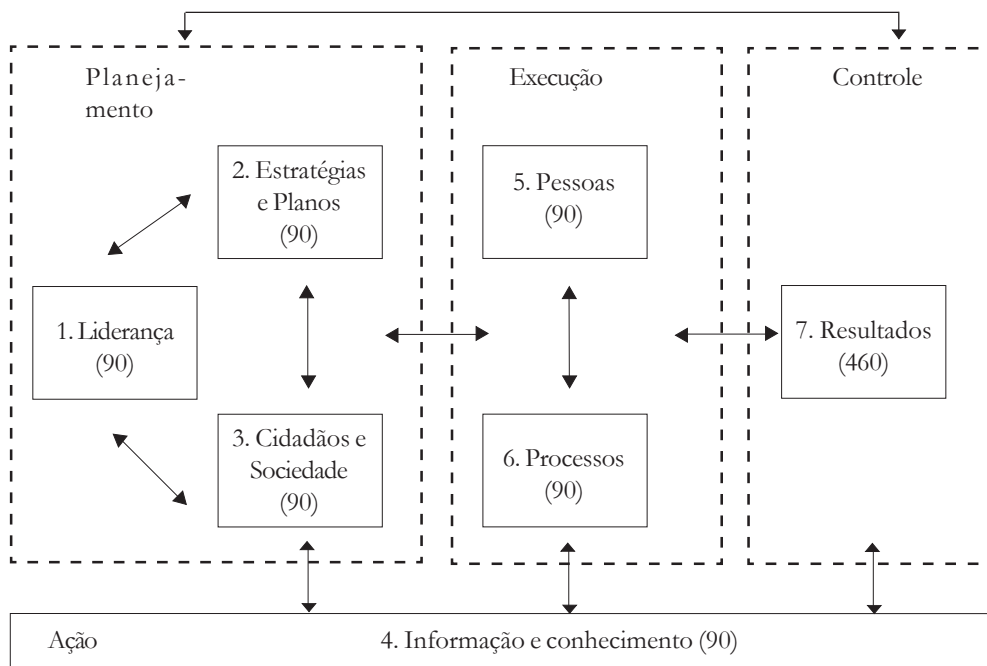 Planeja-
mento
2. Estratégias
e Planos
(90)
1. Liderança
(90)
3. Cidadãos e
Sociedade
(90)
Execução
5. Pessoas
(90)
6. Processos
(90)
Controle
7. Resultados
(460)
Ação
4. Informação e conhecimento (90)